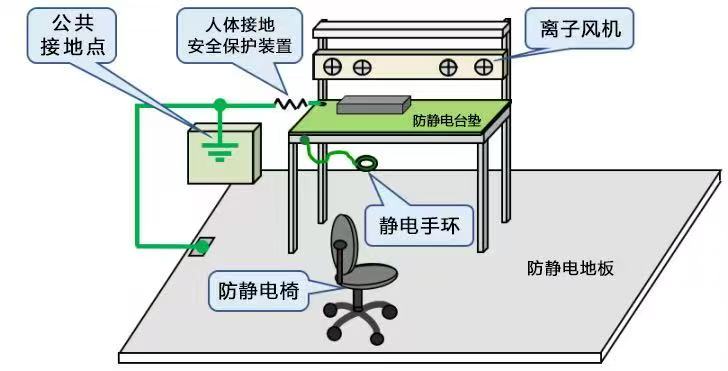 公共
接地点
人体接地
安全保护装置
离子风机
防静电台垫
静电手环
防静电地板
防静电椅